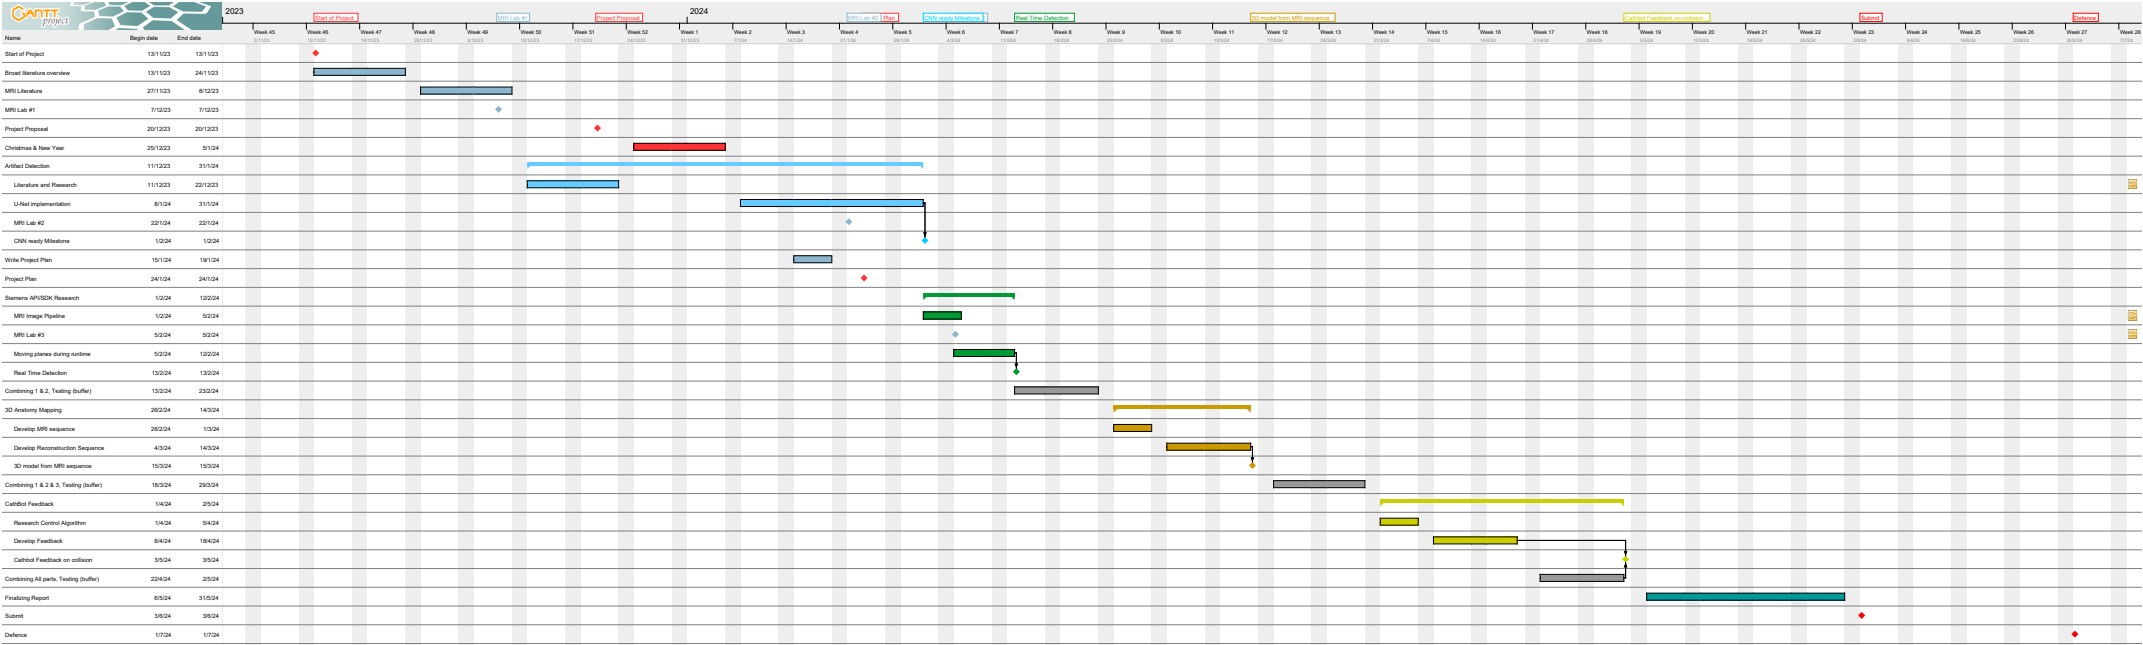 GANTT
project
2023
2024
Start of Project
MRI Lab #1
Project Proposal
MRI Lab #2
Plan
CNN ready Milestone
Real Time Detection
3D model from MRI sequence
Cathbot Feedback on collision
Submit
Defence
Name Begin date End date
Week 45 Week 46 Week 47 Week 48 Week 49 Week 50 Week 51 Week 52 Week 1 Week 2 Week 3 Week 4 Week 5 Week 6 Week 7 Week 8 Week 9 Week 10 Week 11 Week 12 Week 13 Week 14 Week 15 Week 16 Week 17 Week 18 Week 19 Week 20 Week 21 Week 22 Week 23 Week 24 Week 25 Week 26 Week 27 Week 28
Start of Project 13/11/23 13/11/23
Broad literature overview 13/11/23 24/11/23
MRI Literature 27/11/23 8/12/23
MRI Lab #1 7/12/23 7/12/23
Project Proposal 20/12/23 20/12/23
Christmas & New Year 25/12/23 5/1/24
Artifact Detection 11/12/23 31/1/24
Literature and Research 11/12/23 22/12/23
U-Net implementation 8/1/24 31/1/24
MRI Lab #2 22/1/24 22/1/24
CNN ready Milestone 1/2/24 1/2/24
Write Project Plan 15/1/24 19/1/24
Project Plan 24/1/24 24/1/24
Siemens API/SDK Research 1/2/24 12/2/24
MRI Image Pipeline 1/2/24 5/2/24
MRI Lab #3 5/2/24 5/2/24
Moving planes during runtime 5/2/24 12/2/24
Real Time Detection 13/2/24 13/2/24
Combining 1 & 2, Testing (buffer) 13/2/24 23/2/24
3D Anatomy Mapping 26/2/24 14/3/24
Develop MRI sequence 26/2/24 1/3/24
Develop Reconstruction Sequence 4/3/24 14/3/24
3D model from MRI sequence 15/3/24 15/3/24
Combining 1 & 2 & 3, Testing (buffer) 18/3/24 29/3/24
CathBot Feedback 1/4/24 2/5/24
Research Control Algorithm 1/4/24 5/4/24
Develop Feedback 8/4/24 18/4/24
Cathbot Feedback on collision 3/5/24 3/5/24
Combining All parts, Testing (buffer) 22/4/24 2/5/24
Finalizing Report 6/5/24 31/5/24
Submit 3/6/24 3/6/24
Defence 1/7/24 1/7/24